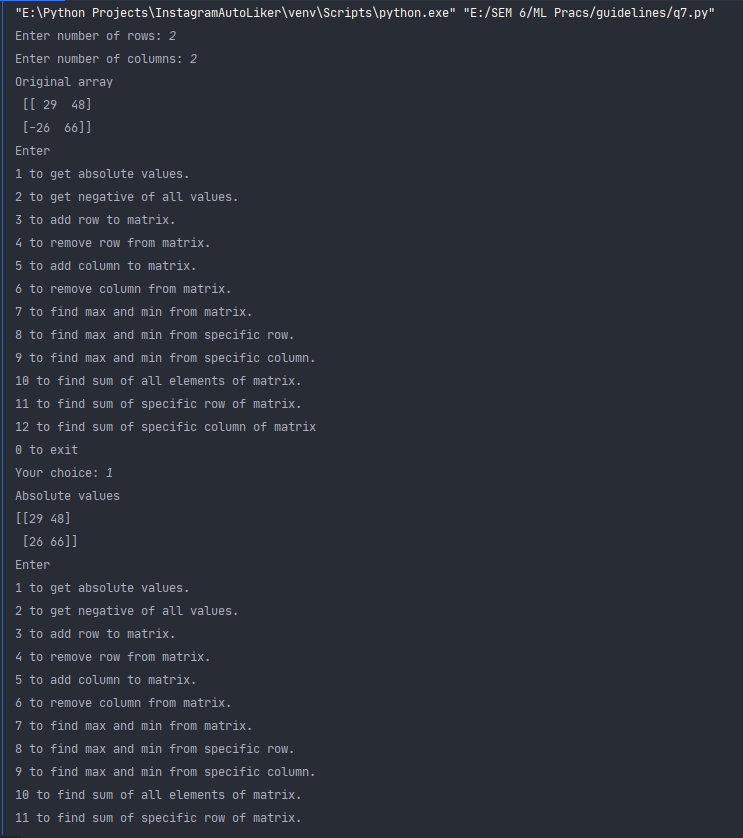 "E:\Python Projects\InstagramAutoLiker\venv\Scripts\python.exe" "E:/SEM 6/ML Pracs/guidelines/q7.py"
Enter number of rows: 2
Enter number of columns: 2
Original array
 [[ 29  48]
 [-26  66]]
Enter
1 to get absolute values.
2 to get negative of all values.
3 to add row to matrix.
4 to remove row from matrix.
5 to add column to matrix.
6 to remove column from matrix.
7 to find max and min from matrix.
8 to find max and min from specific row.
9 to find max and min from specific column.
10 to find sum of all elements of matrix.
11 to find sum of specific row of matrix.
12 to find sum of specific column of matrix
0 to exit
Your choice: 1
Absolute values
[[29 48]
 [26 66]]
Enter
1 to get absolute values.
2 to get negative of all values.
3 to add row to matrix.
4 to remove row from matrix.
5 to add column to matrix.
6 to remove column from matrix.
7 to find max and min from matrix.
8 to find max and min from specific row.
9 to find max and min from specific column.
10 to find sum of all elements of matrix.
11 to find sum of specific row of matrix.